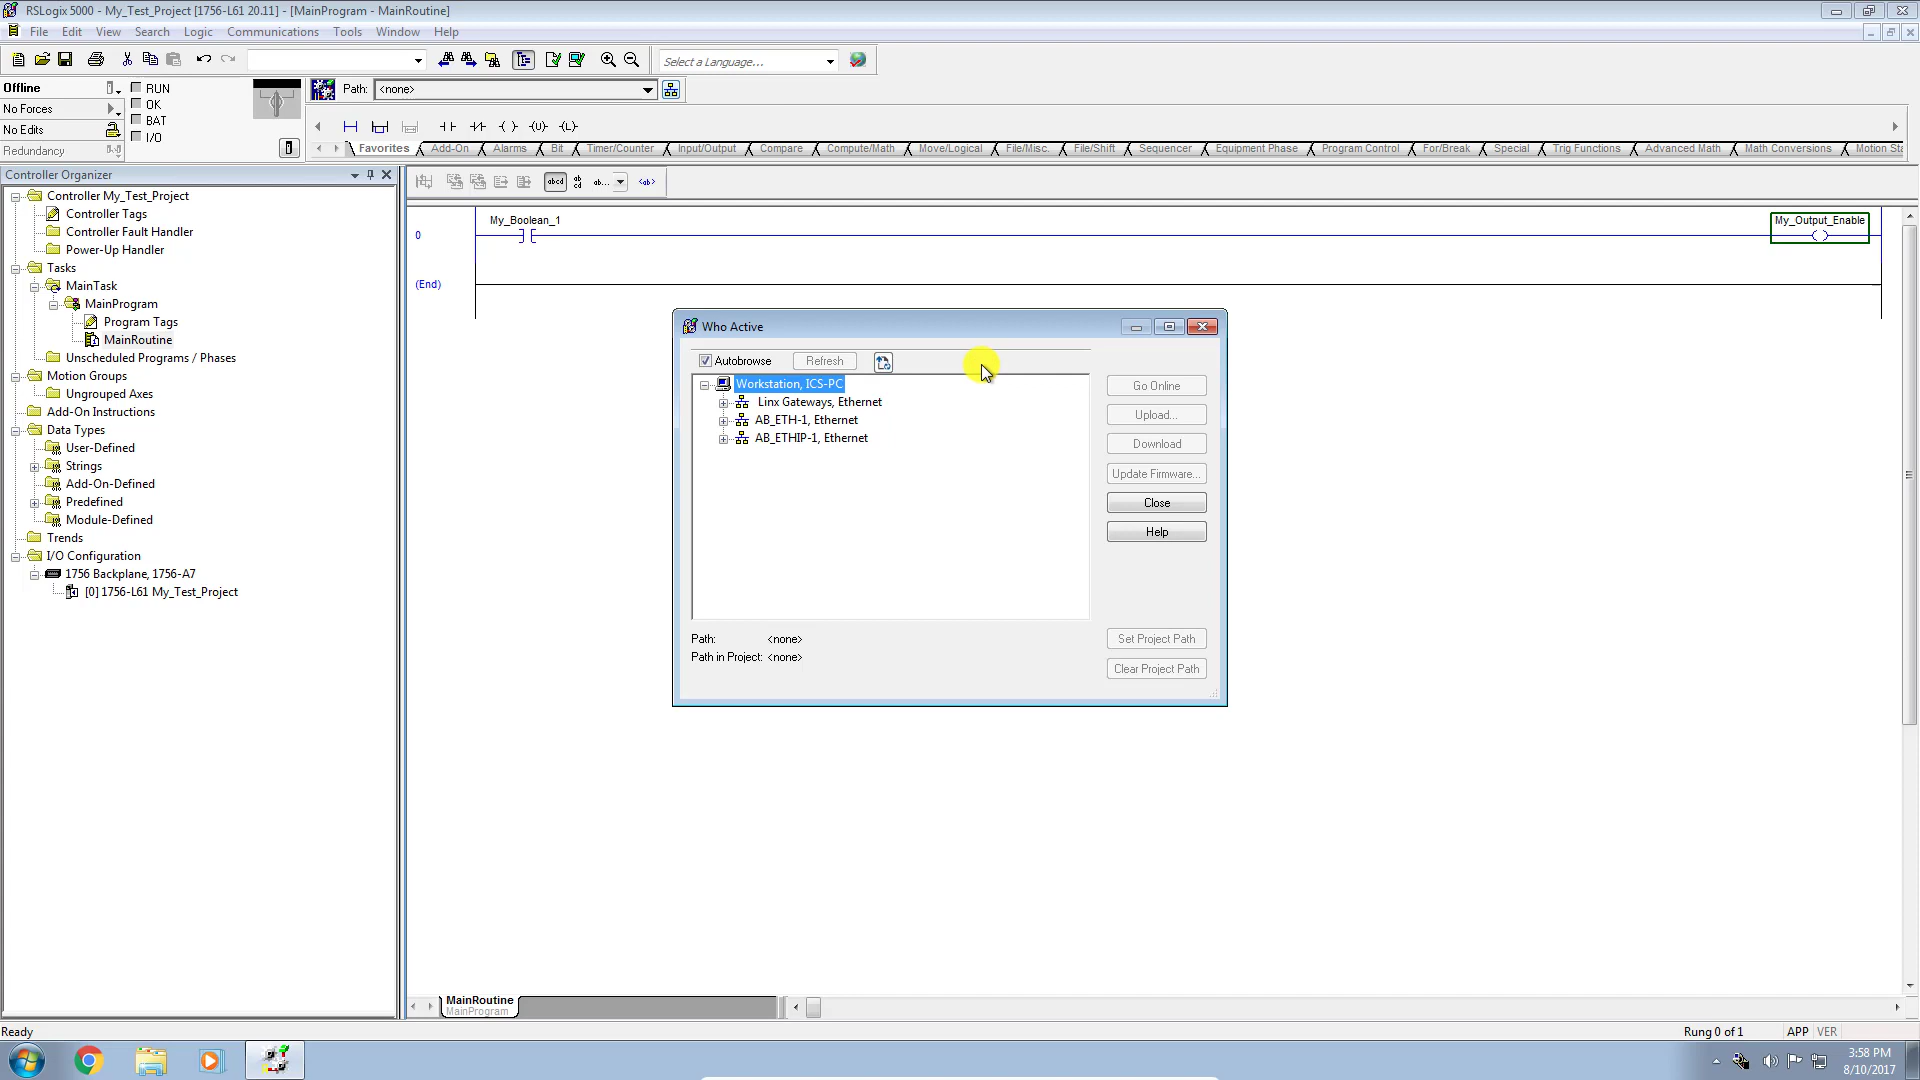 RSLogix 5000 - My_Test_Project [1756-L61 20.11] - [MainProgram - MainRoutine]
File Edit View Search Logic Communications Tools Window Help
Select a Language...
Offline
RUN
Path: <none>
No Forces
OK
No Edits
BAT
Redundancy
I/O
Favorites Add-On Alarms Bit Timer/Counter Input/Output Compare Compute/Math Move/Logical File/Misc. File/Shift Sequencer Equipment Phase Program Control For/Break Special Trig Functions Advanced Math Math Conversions Motion Sta
Controller Organizer
abcd
ab
cd
ab...
<ab>
Controller My_Test_Project
Controller Tags
Controller Fault Handler
Power-Up Handler
Tasks
MainTask
MainProgram
Program Tags
MainRoutine
Unscheduled Programs / Phases
Motion Groups
Ungrouped Axes
Add-On Instructions
Data Types
User-Defined
Strings
Add-On-Defined
Predefined
Module-Defined
Trends
I/O Configuration
1756 Backplane, 1756-A7
[0] 1756-L61 My_Test_Project
My_Boolean_1
My_Output_Enable
0
(End)
Who Active
Autobrowse Refresh
Workstation, ICS-PC
Linx Gateways, Ethernet
AB_ETH-1, Ethernet
AB_ETHIP-1, Ethernet
Go Online
Upload...
Download
Update Firmware...
Close
Help
Path: <none>
Path in Project: <none>
Set Project Path
Clear Project Path
MainRoutine
MainProgram
Ready
Rung 0 of 1
APP VER
3:58 PM
8/10/2017